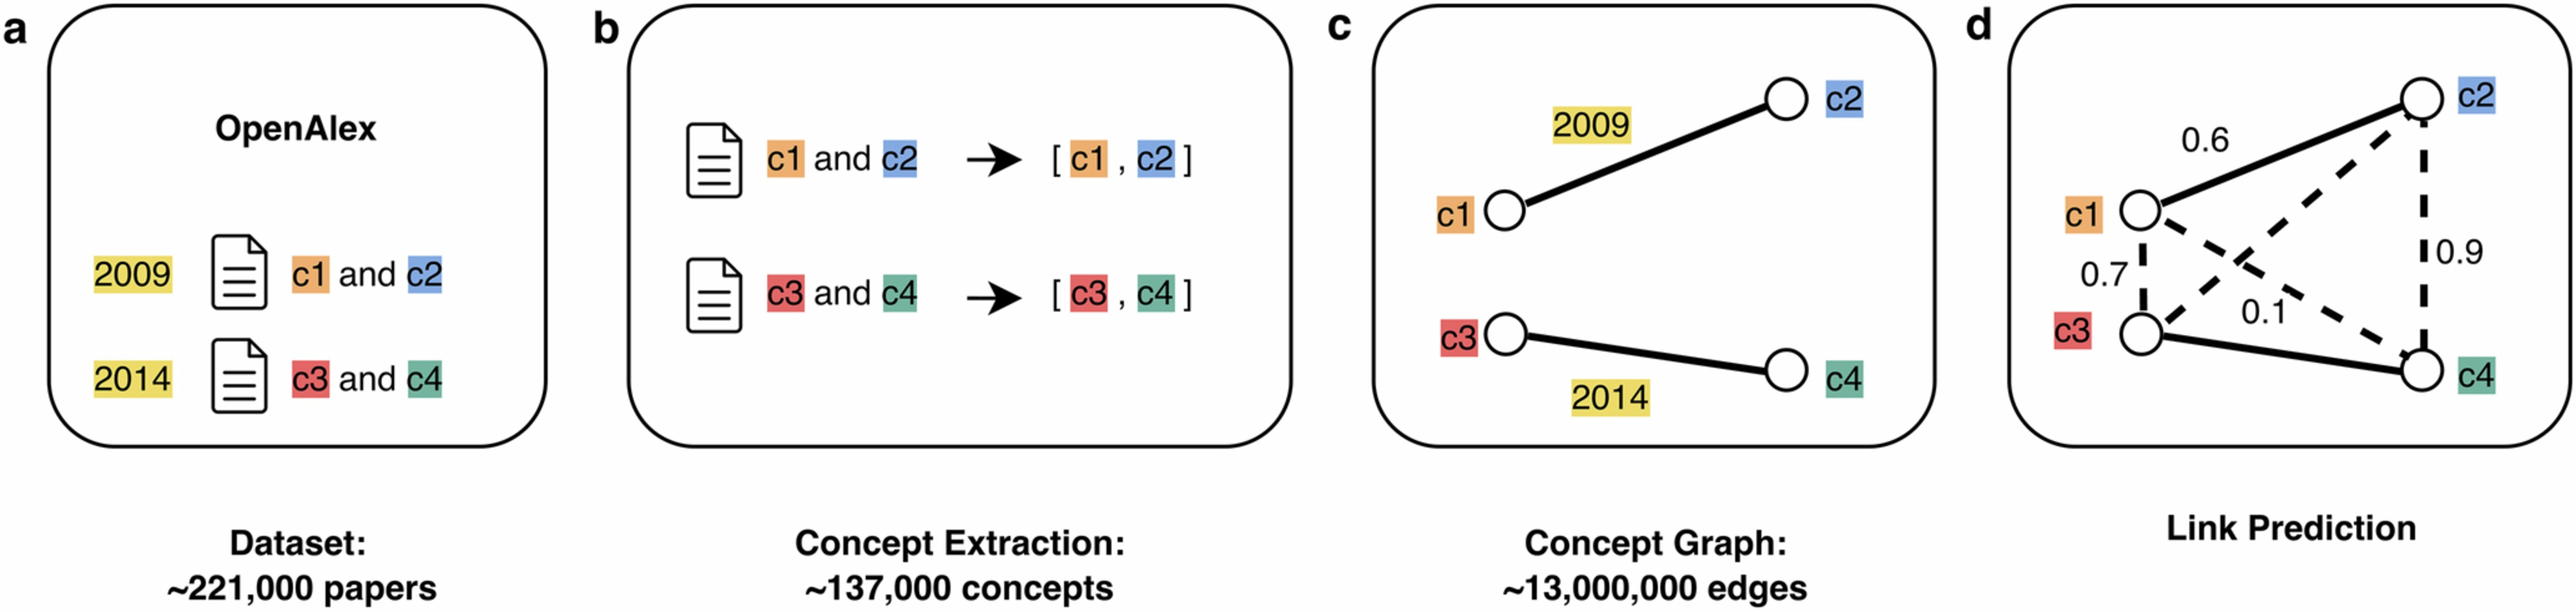 a
OpenAlex
2009 c1 and c2
2014 c3 and c4
Dataset:
~221,000 papers
b
c1 and c2 [ c1 , c2 ]
c3 and c4 [ c3 , c4 ]
Concept Extraction:
~137,000 concepts
c
c2
2009
c1
c3
c4
2014
Concept Graph:
~13,000,000 edges
d
c2
0.6
c1
0.9
0.7
0.1
c3
c4
Link Prediction